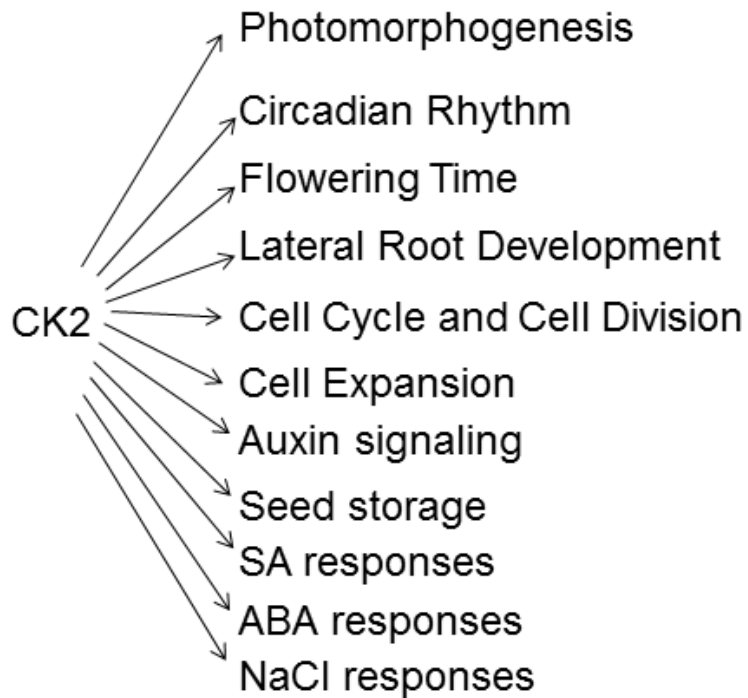 Photomorphogenesis
Circadian Rhythm
Flowering Time
Lateral Root Development
CK2
Cell Cycle and Cell Division
Cell Expansion
Auxin signaling
Seed storage
SA responses
ABA responses
NaCl responses